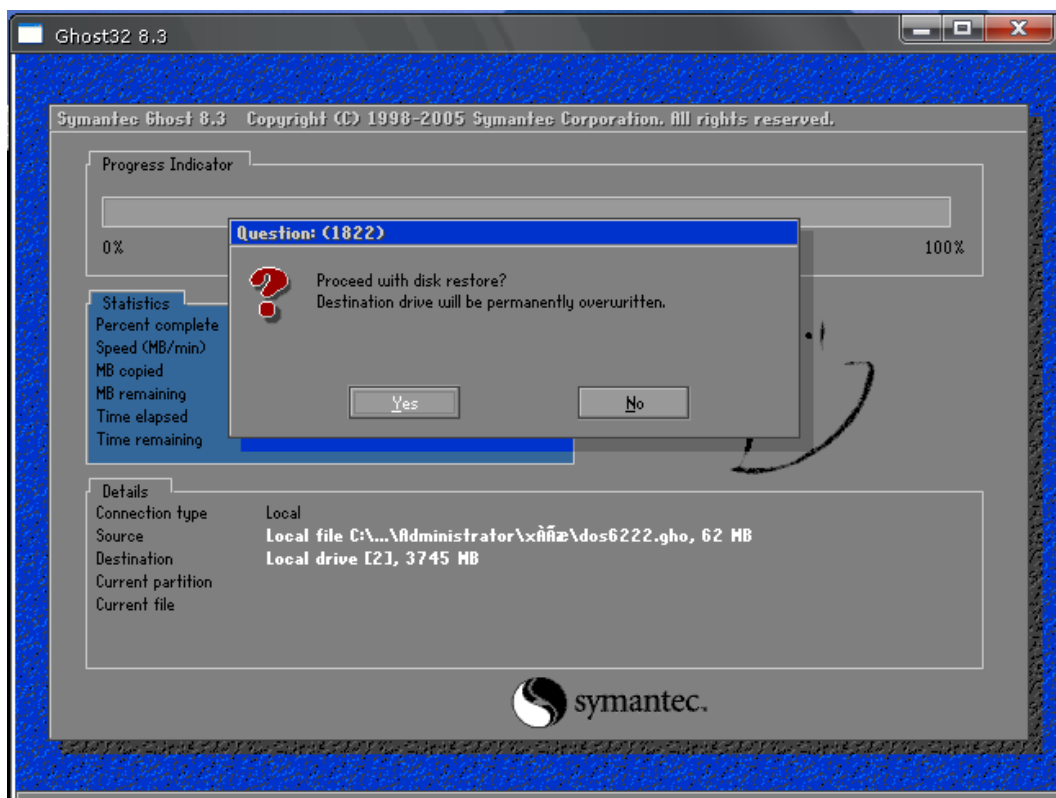 Ghost32 8.3
Symantec Ghost 8.3 Copyright (C) 1998-2005 Symantec Corporation. All rights reserved.
Progress Indicator
0%
100%
Question: (1822)
Proceed with disk restore?
Destination drive will be permanently overwritten.
Yes
No
Statistics
Percent complete
Speed (MB/min)
MB copied
MB remaining
Time elapsed
Time remaining
Details
Connection type Local
Source Local file C:\...\Administrator\xÀÃæ\dos6222.gho, 62 MB
Destination Local drive [2], 3745 MB
Current partition
Current file
symantec.